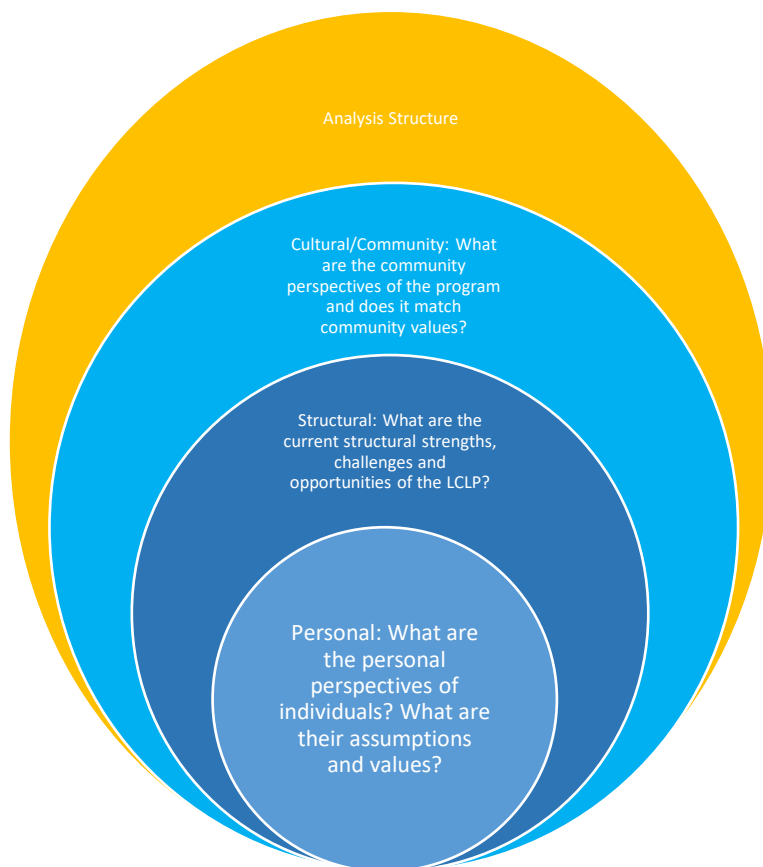 Analysis Structure
Cultural/Community: What
are the community
perspectives of the program
and does it match
community values?
Structural: What are the
current structural strengths,
challenges and
opportunities of the LCLP?
Personal: What are
the personal
perspectives of
individuals? What are
their assumptions
and values?